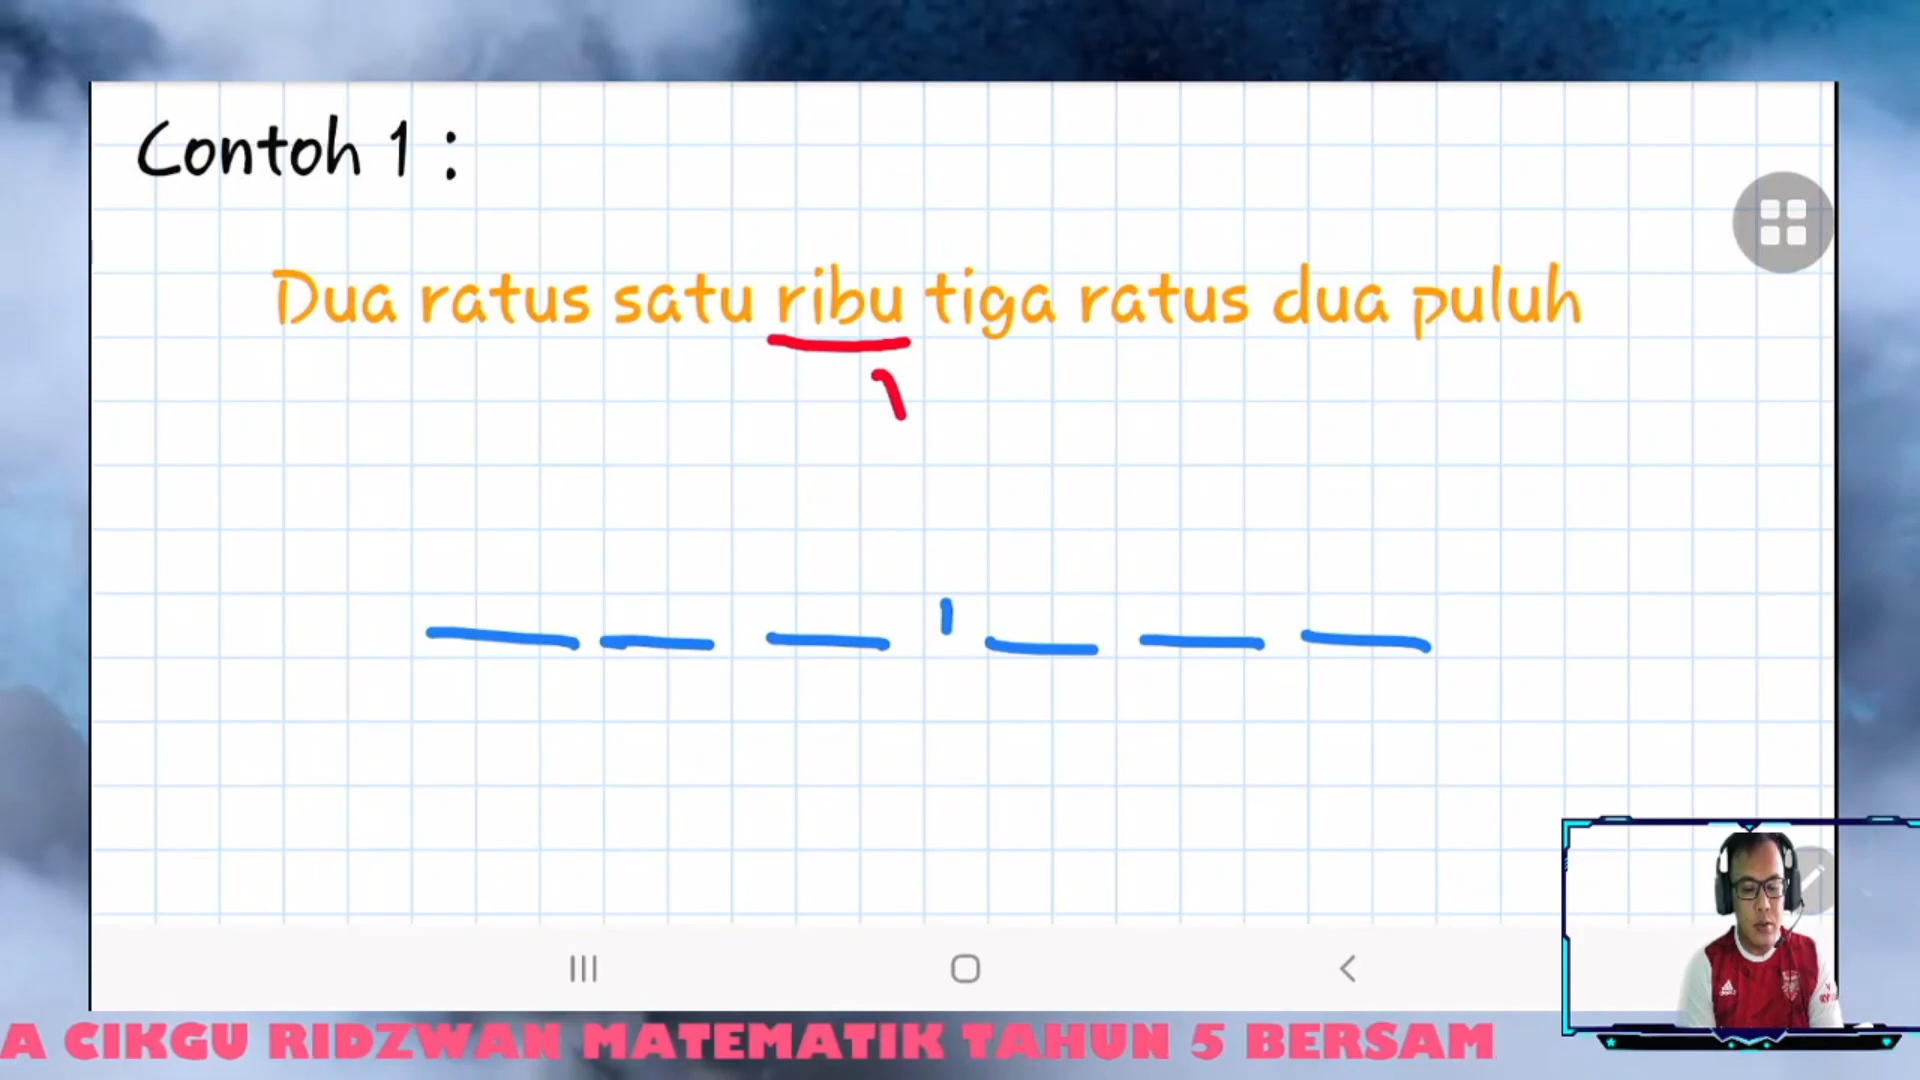 Contoh 1 :
Dua ratus satu ribu tiga ratus dua puluh
A CIKGU RIDZWAN MATEMATIK TAHUN 5 BERSAM